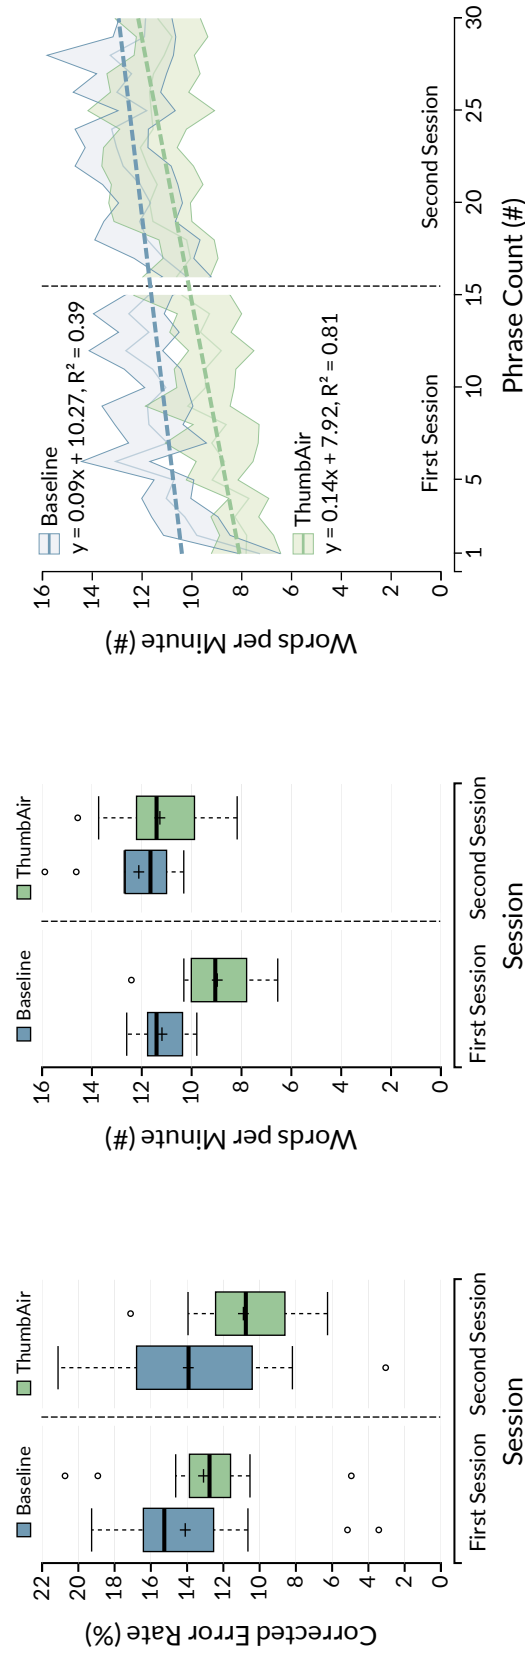 Corrected Error Rate (%)
22
20
18
16
14
12
10
8
6
4
2
0
Baseline
ThumbAir
First Session
Second Session
Session
Words per Minute (#)
16
14
12
10
8
6
4
2
0
Baseline
ThumbAir
First Session
Second Session
Session
Words per Minute (#)
16
14
12
10
8
6
4
2
0
Baseline
y = 0.09x + 10.27, R² = 0.39
ThumbAir
y = 0.14x + 7.92, R² = 0.81
First Session
Second Session
1
5
10
15
20
25
30
Phrase Count (#)